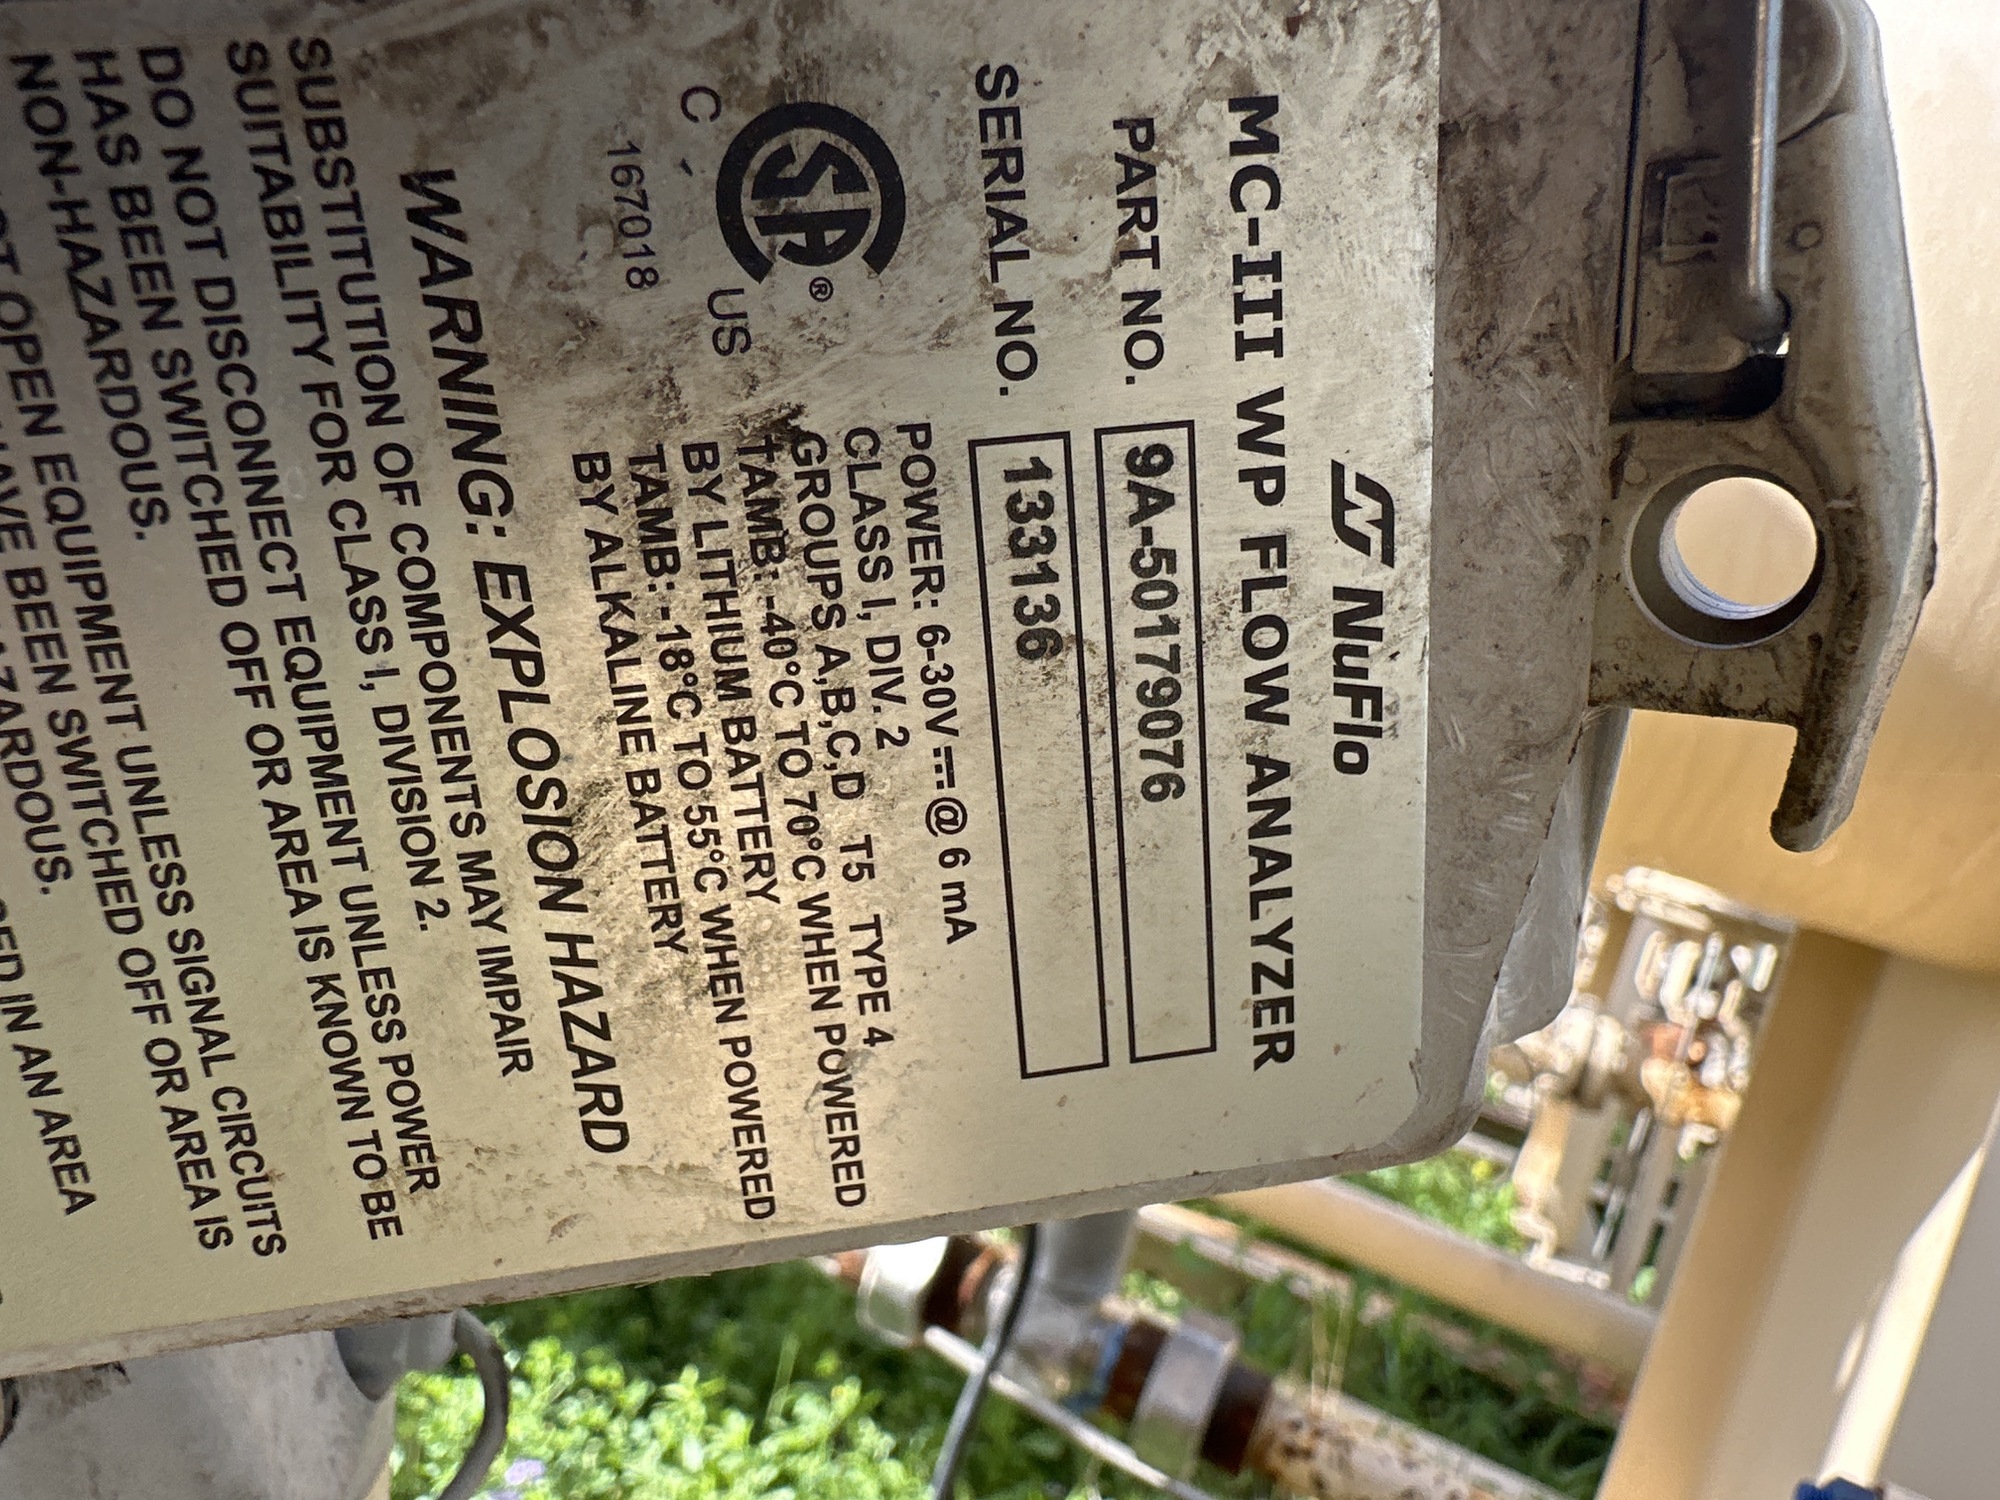 NuFlo
MC-III WP FLOW ANALYZER
PART NO. 9A-50179076
SERIAL NO. 133136
SA®
C US
167018
POWER: 6-30V ⎓ @ 6 mA
CLASS I, DIV. 2
GROUPS A,B,C,D T5 TYPE 4
TAMB: -40°C TO 70°C WHEN POWERED
BY LITHIUM BATTERY
TAMB: -18°C TO 55°C WHEN POWERED
BY ALKALINE BATTERY
WARNING: EXPLOSION HAZARD
SUBSTITUTION OF COMPONENTS MAY IMPAIR
SUITABILITY FOR CLASS I, DIVISION 2.
DO NOT DISCONNECT EQUIPMENT UNLESS POWER
HAS BEEN SWITCHED OFF OR AREA IS KNOWN TO BE
NON-HAZARDOUS.
OPEN EQUIPMENT UNLESS SIGNAL CIRCUITS
HAVE BEEN SWITCHED OFF OR AREA IS
HAZARDOUS.
IN AN AREA